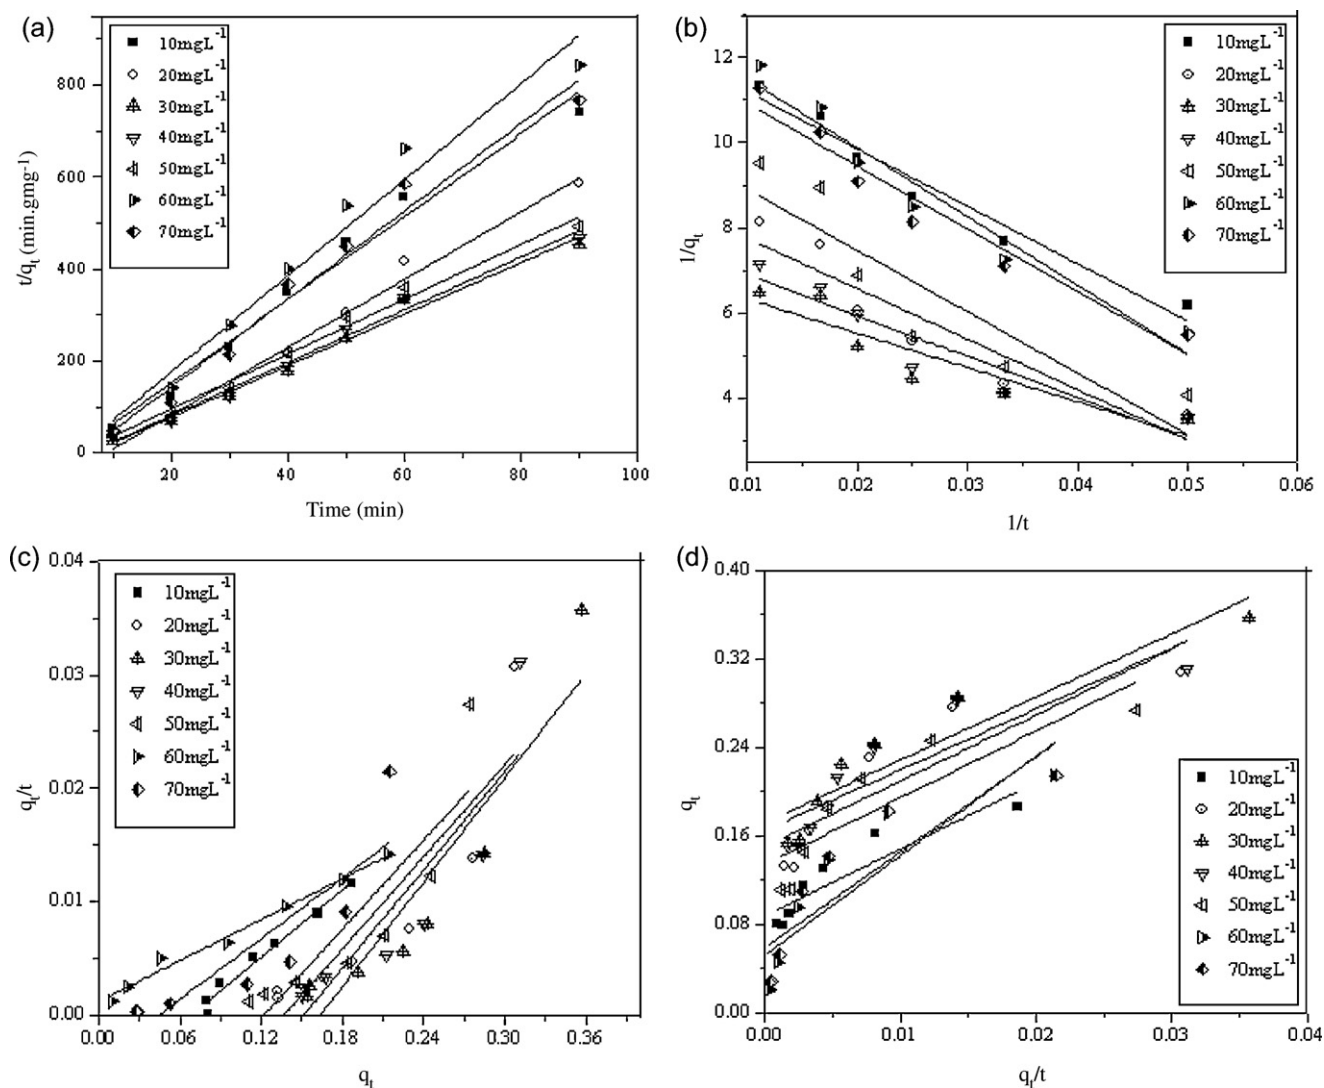 (a)
10mgL-1
20mgL-1
30mgL-1
40mgL-1
50mgL-1
60mgL-1
70mgL-1
t/qt (min.gmg-1)
800
600
400
200
0
20 40 60 80 100
Time (min)
(b)
10mgL-1
20mgL-1
30mgL-1
40mgL-1
50mgL-1
60mgL-1
70mgL-1
1/qt
12
10
8
6
4
0.01 0.02 0.03 0.04 0.05 0.06
1/t
(c)
10mgL-1
20mgL-1
30mgL-1
40mgL-1
50mgL-1
60mgL-1
70mgL-1
qt/t
0.04
0.03
0.02
0.01
0.00
0.00 0.06 0.12 0.18 0.24 0.30 0.36
qt
(d)
10mgL-1
20mgL-1
30mgL-1
40mgL-1
50mgL-1
60mgL-1
70mgL-1
qt
0.40
0.32
0.24
0.16
0.08
0.00
0.00 0.01 0.02 0.03 0.04
qt/t